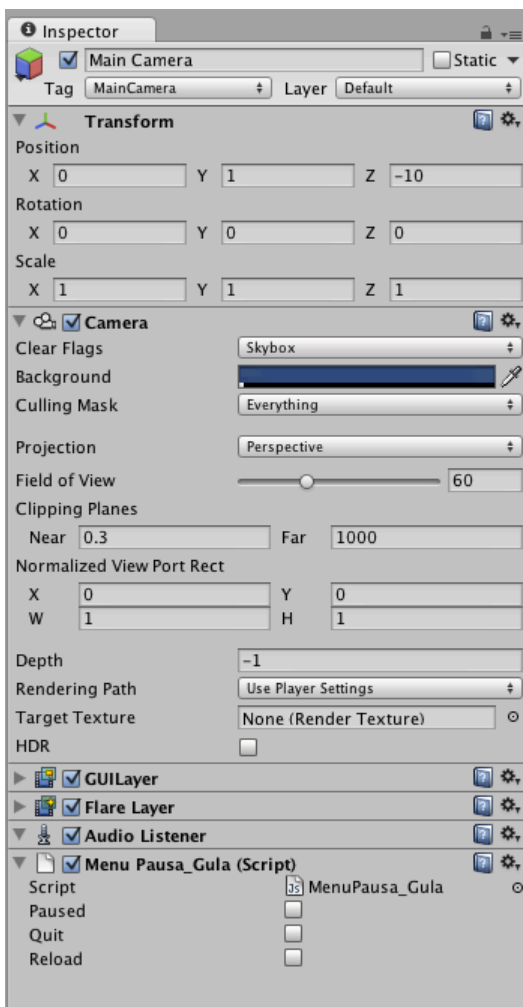 Inspector
Main Camera Static
Tag MainCamera Layer Default
Transform
Position
X 0 Y 1 Z -10
Rotation
X 0 Y 0 Z 0
Scale
X 1 Y 1 Z 1
Camera
Clear Flags Skybox
Background
Culling Mask Everything
Projection Perspective
Field of View 60
Clipping Planes
Near 0.3 Far 1000
Normalized View Port Rect
X 0 Y 0
W 1 H 1
Depth -1
Rendering Path Use Player Settings
Target Texture None (Render Texture)
HDR
GUILayer
Flare Layer
Audio Listener
Menu Pausa_Gula (Script)
Script Js MenuPausa_Gula
Paused
Quit
Reload